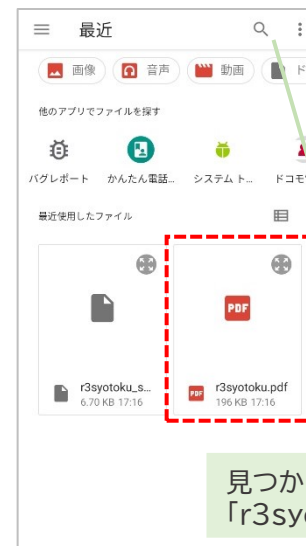 最近
画像 音声 動画 ド
他のアプリでファイルを探す
バグレポート かんたん電話… システムト… ドコモ
最近使用したファイル
PDF
r3syotoku_s… PDF r3syotoku.pdf
6.70 KB 17:16 196 KB 17:16
見つか
「r3sy